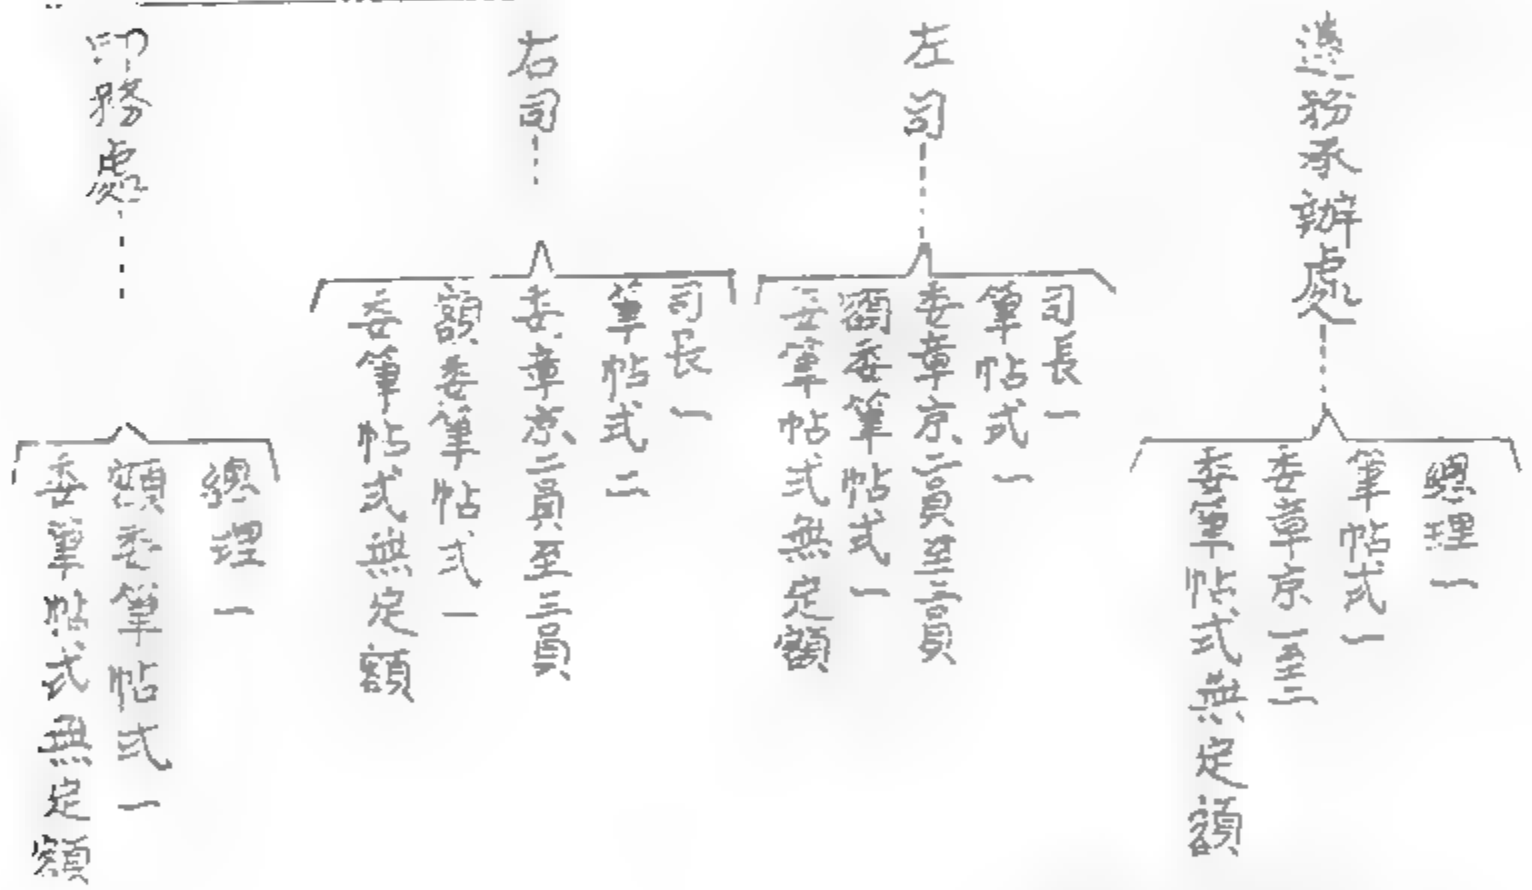 邊務承辦處
總理一
筆帖式一
委章京一至二
委筆帖式無定額
左司
司長一
筆帖式一
委章京二員至三員
額委筆帖式一
委筆帖式無定額
右司
司長一
筆帖式二
委章京二員至三員
額委筆帖式一
委筆帖式無定額
印務處
總理一
額委筆帖式一
委筆帖式無定額